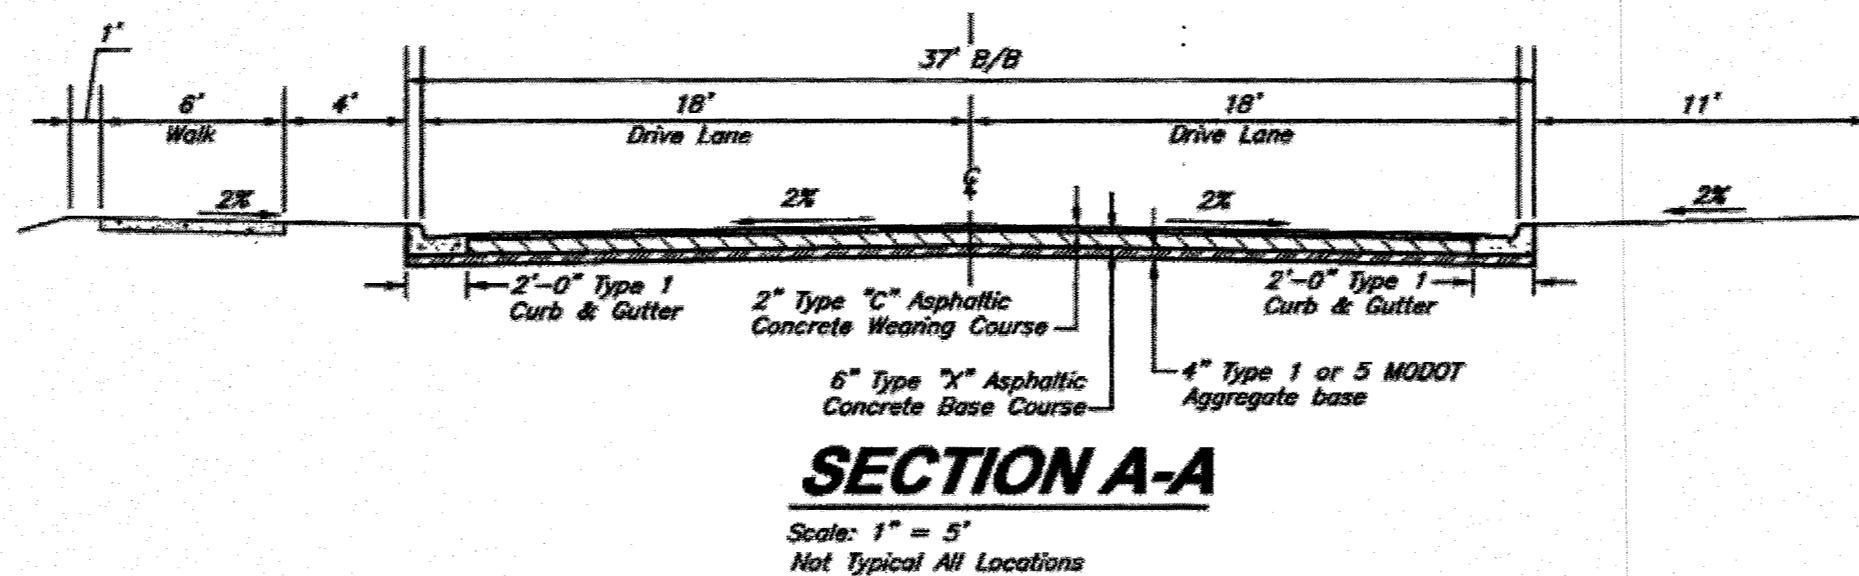 1'
37' B/B
6'
Walk
4'
18'
Drive Lane
18'
Drive Lane
11'
2%
2%
℄
2%
2%
2'-0" Type 1
Curb & Gutter
2" Type "C" Asphaltic
Concrete Wearing Course
2'-0" Type 1
Curb & Gutter
6" Type "X" Asphaltic
Concrete Base Course
4" Type 1 or 5 MODOT
Aggregate base
SECTION A-A
Scale: 1" = 5'
Not Typical All Locations